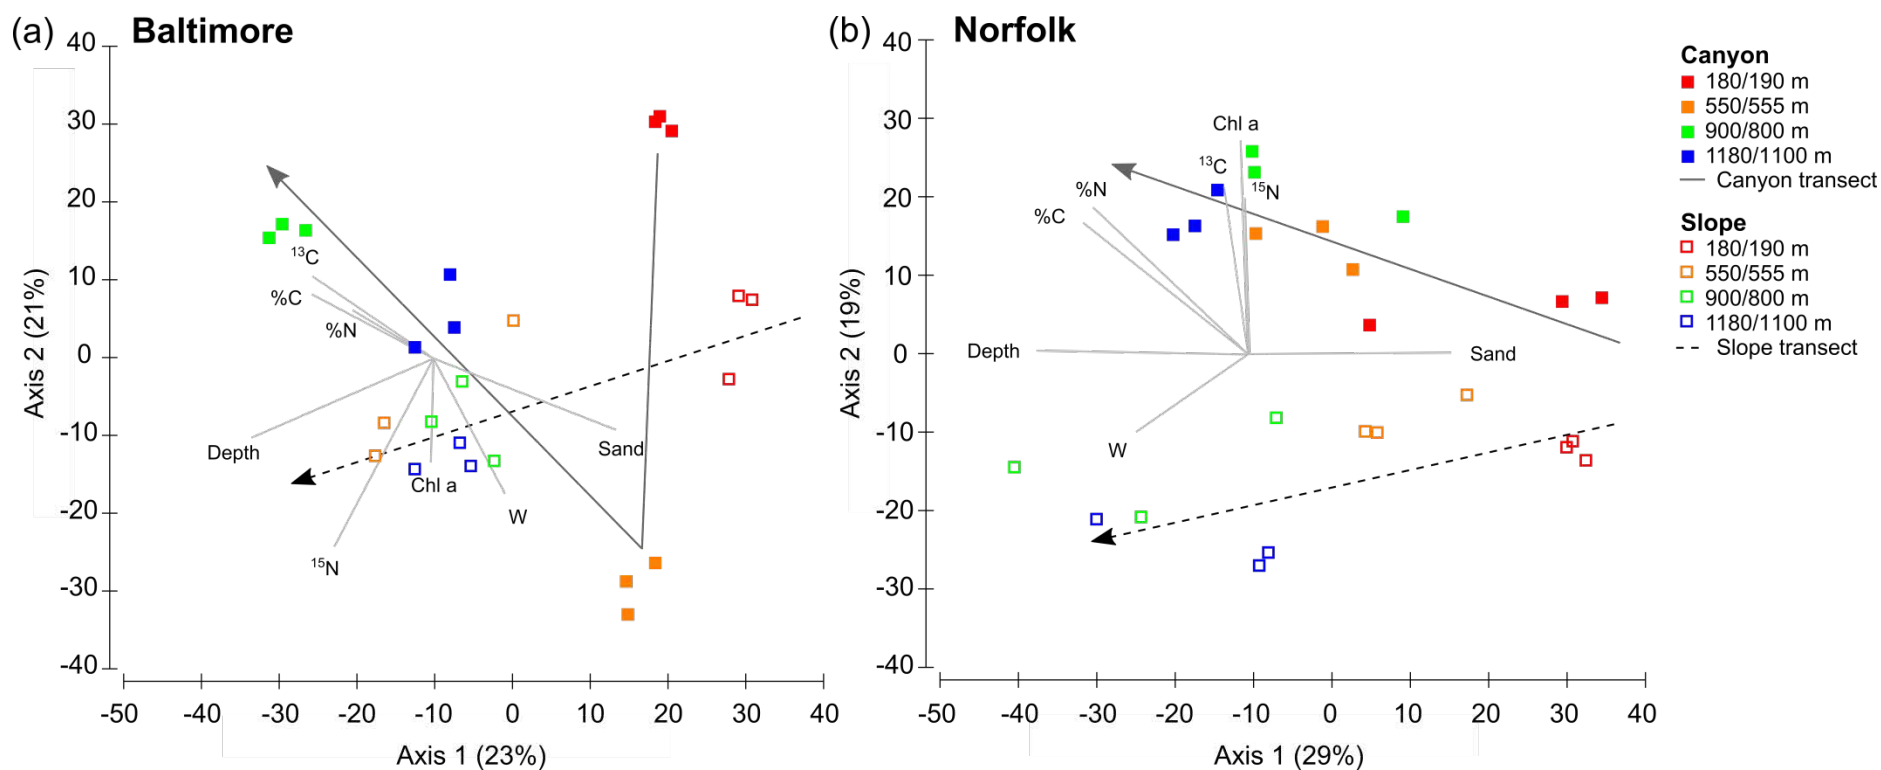 (a) Baltimore
40
30
20
10
0
-10
-20
-30
-40
Axis 2 (21%)
13C
%C
%N
Depth
15N
Chl a
W
Sand
-50 -40 -30 -20 -10 0 10 20 30 40
Axis 1 (23%)
(b) Norfolk
40
30
20
10
0
-10
-20
-30
-40
Axis 2 (19%)
Chl a
13C
15N
%N
%C
Depth
Sand
W
-50 -40 -30 -20 -10 0 10 20 30 40
Axis 1 (29%)
Canyon
180/190 m
550/555 m
900/800 m
1180/1100 m
Canyon transect
Slope
180/190 m
550/555 m
900/800 m
1180/1100 m
Slope transect